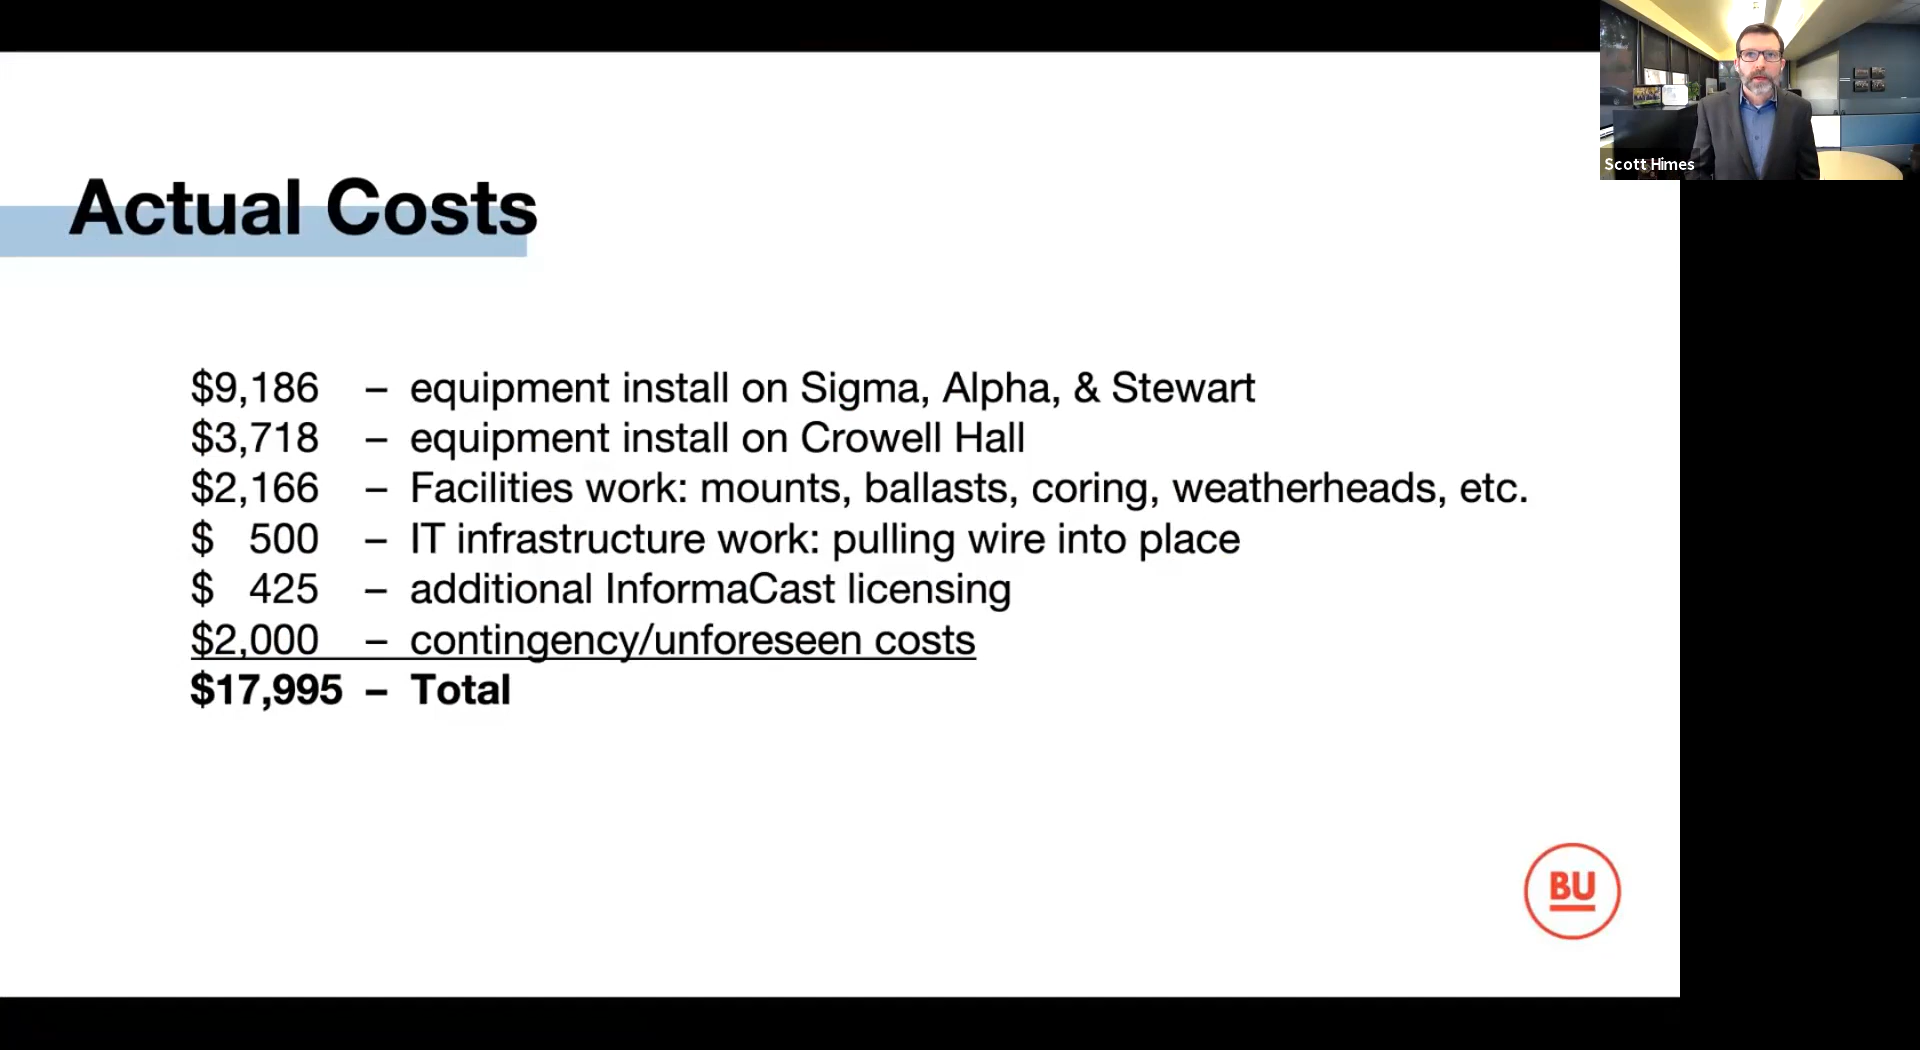 Scott Himes
Actual Costs
$9,186 – equipment install on Sigma, Alpha, & Stewart
$3,718 – equipment install on Crowell Hall
$2,166 – Facilities work: mounts, ballasts, coring, weatherheads, etc.
$ 500 – IT infrastructure work: pulling wire into place
$ 425 – additional InformaCast licensing
$2,000 – contingency/unforeseen costs
$17,995 – Total
BU